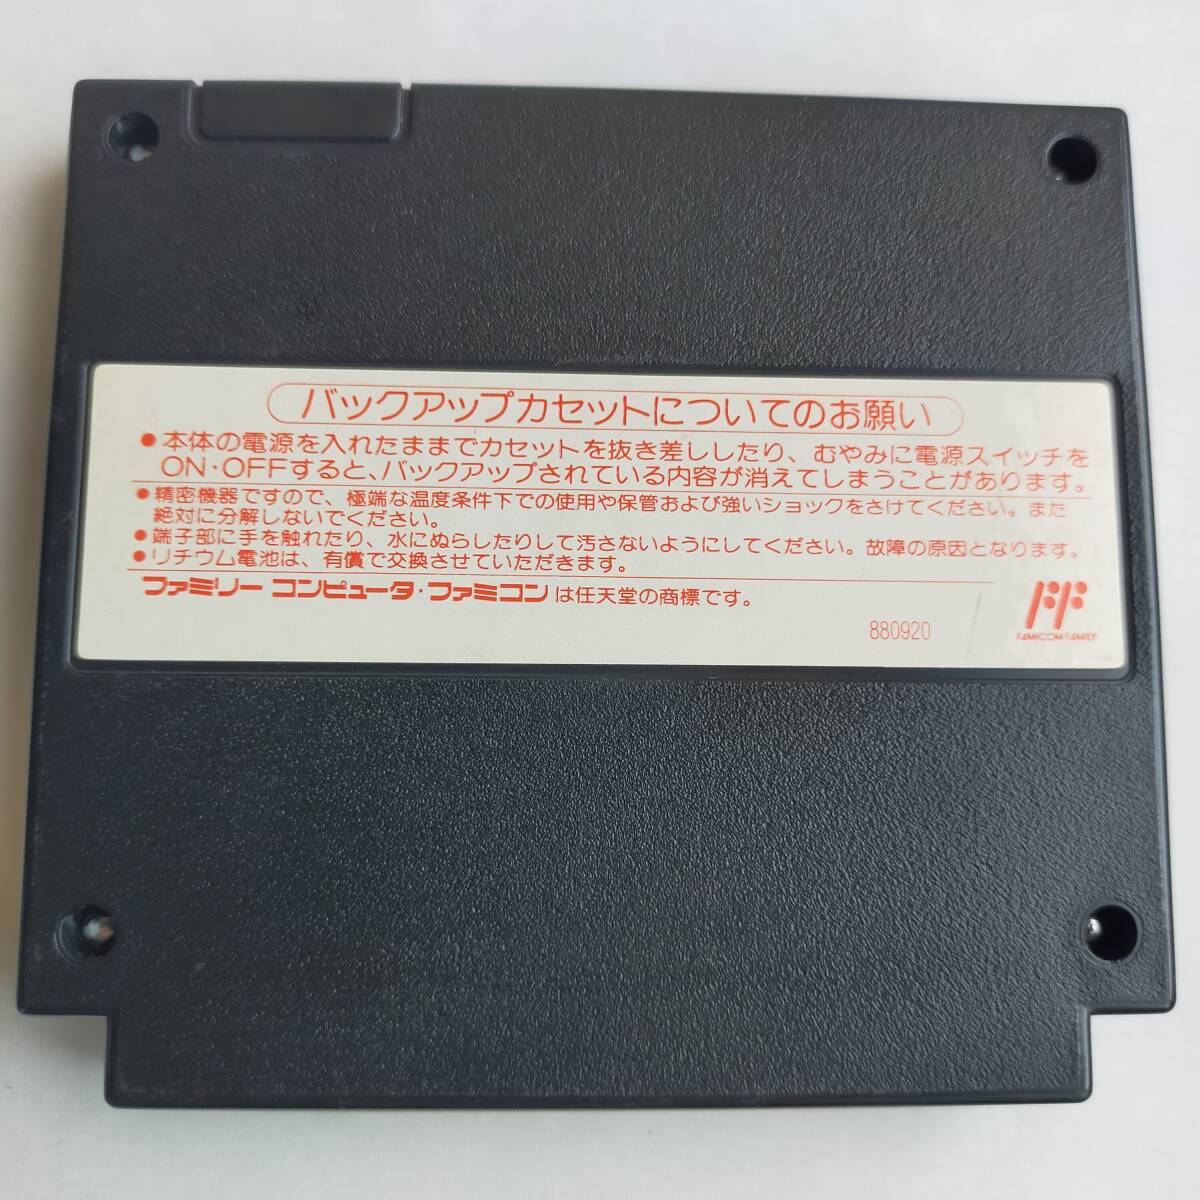 バックアップカセットについてのお願い
●本体の電源を入れたままでカセットを抜き差ししたり、むやみに電源スイッチを
ON・OFFすると、バックアップされている内容が消えてしまうことがあります。
●精密機器ですので、極端な温度条件下での使用や保管および強いショックをさけてください。また
絶対に分解しないでください。
●端子部に手を触れたり、水にぬらしたりして汚さないようにしてください。故障の原因となります。
●リチウム電池は、有償で交換させていただきます。
ファミリー コンピュータ・ファミコンは任天堂の商標です。
880920
FF
FAMICOM FAMILY